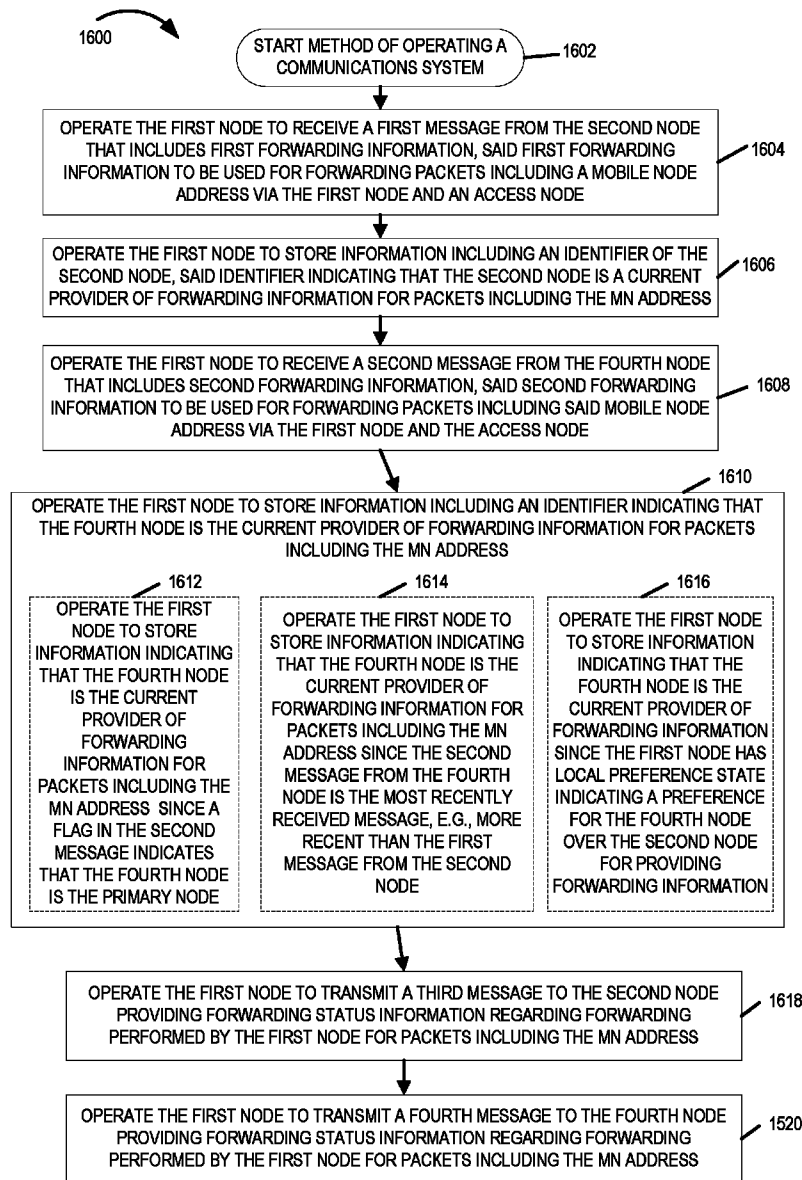 1600
START METHOD OF OPERATING A
COMMUNICATIONS SYSTEM
1602
OPERATE THE FIRST NODE TO RECEIVE A FIRST MESSAGE FROM THE SECOND NODE
THAT INCLUDES FIRST FORWARDING INFORMATION, SAID FIRST FORWARDING
INFORMATION TO BE USED FOR FORWARDING PACKETS INCLUDING A MOBILE NODE
ADDRESS VIA THE FIRST NODE AND AN ACCESS NODE
1604
OPERATE THE FIRST NODE TO STORE INFORMATION INCLUDING AN IDENTIFIER OF THE
SECOND NODE, SAID IDENTIFIER INDICATING THAT THE SECOND NODE IS A CURRENT
PROVIDER OF FORWARDING INFORMATION FOR PACKETS INCLUDING THE MN ADDRESS
1606
OPERATE THE FIRST NODE TO RECEIVE A SECOND MESSAGE FROM THE FOURTH NODE
THAT INCLUDES SECOND FORWARDING INFORMATION, SAID SECOND FORWARDING
INFORMATION TO BE USED FOR FORWARDING PACKETS INCLUDING SAID MOBILE NODE
ADDRESS VIA THE FIRST NODE AND THE ACCESS NODE
1608
1610
OPERATE THE FIRST NODE TO STORE INFORMATION INCLUDING AN IDENTIFIER INDICATING THAT
THE FOURTH NODE IS THE CURRENT PROVIDER OF FORWARDING INFORMATION FOR PACKETS
INCLUDING THE MN ADDRESS
1612
OPERATE THE FIRST
NODE TO STORE
INFORMATION INDICATING
THAT THE FOURTH NODE
IS THE CURRENT
PROVIDER OF
FORWARDING
INFORMATION FOR
PACKETS INCLUDING THE
MN ADDRESS SINCE A
FLAG IN THE SECOND
MESSAGE INDICATES
THAT THE FOURTH NODE
IS THE PRIMARY NODE
1614
OPERATE THE FIRST NODE TO
STORE INFORMATION INDICATING
THAT THE FOURTH NODE IS THE
CURRENT PROVIDER OF
FORWARDING INFORMATION FOR
PACKETS INCLUDING THE MN
ADDRESS SINCE THE SECOND
MESSAGE FROM THE FOURTH
NODE IS THE MOST RECENTLY
RECEIVED MESSAGE, E.G., MORE
RECENT THAN THE FIRST
MESSAGE FROM THE SECOND
NODE
1616
OPERATE THE FIRST NODE
TO STORE INFORMATION
INDICATING THAT THE
FOURTH NODE IS THE
CURRENT PROVIDER OF
FORWARDING INFORMATION
SINCE THE FIRST NODE HAS
LOCAL PREFERENCE STATE
INDICATING A PREFERENCE
FOR THE FOURTH NODE
OVER THE SECOND NODE
FOR PROVIDING
FORWARDING INFORMATION
OPERATE THE FIRST NODE TO TRANSMIT A THIRD MESSAGE TO THE SECOND NODE
PROVIDING FORWARDING STATUS INFORMATION REGARDING FORWARDING
PERFORMED BY THE FIRST NODE FOR PACKETS INCLUDING THE MN ADDRESS
1618
OPERATE THE FIRST NODE TO TRANSMIT A FOURTH MESSAGE TO THE FOURTH NODE
PROVIDING FORWARDING STATUS INFORMATION REGARDING FORWARDING
PERFORMED BY THE FIRST NODE FOR PACKETS INCLUDING THE MN ADDRESS
1520